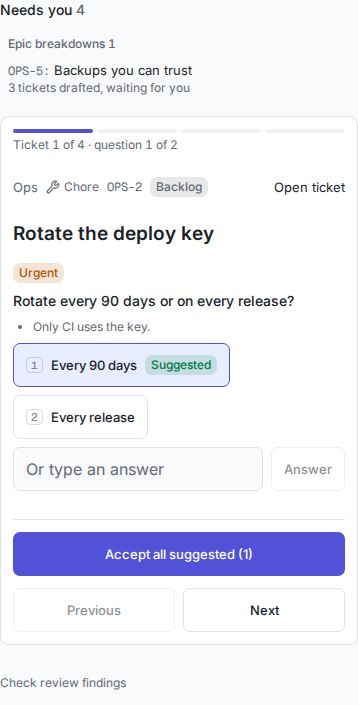 Needs you 4
Epic breakdowns 1
OPS-5: Backups you can trust
3 tickets drafted, waiting for you
Ticket 1 of 4 · question 1 of 2
Ops Chore OPS-2 Backlog Open ticket
Rotate the deploy key
Urgent
Rotate every 90 days or on every release?
• Only CI uses the key.
1 Every 90 days Suggested
2 Every release
Or type an answer Answer
Accept all suggested (1)
Previous Next
Check review findings